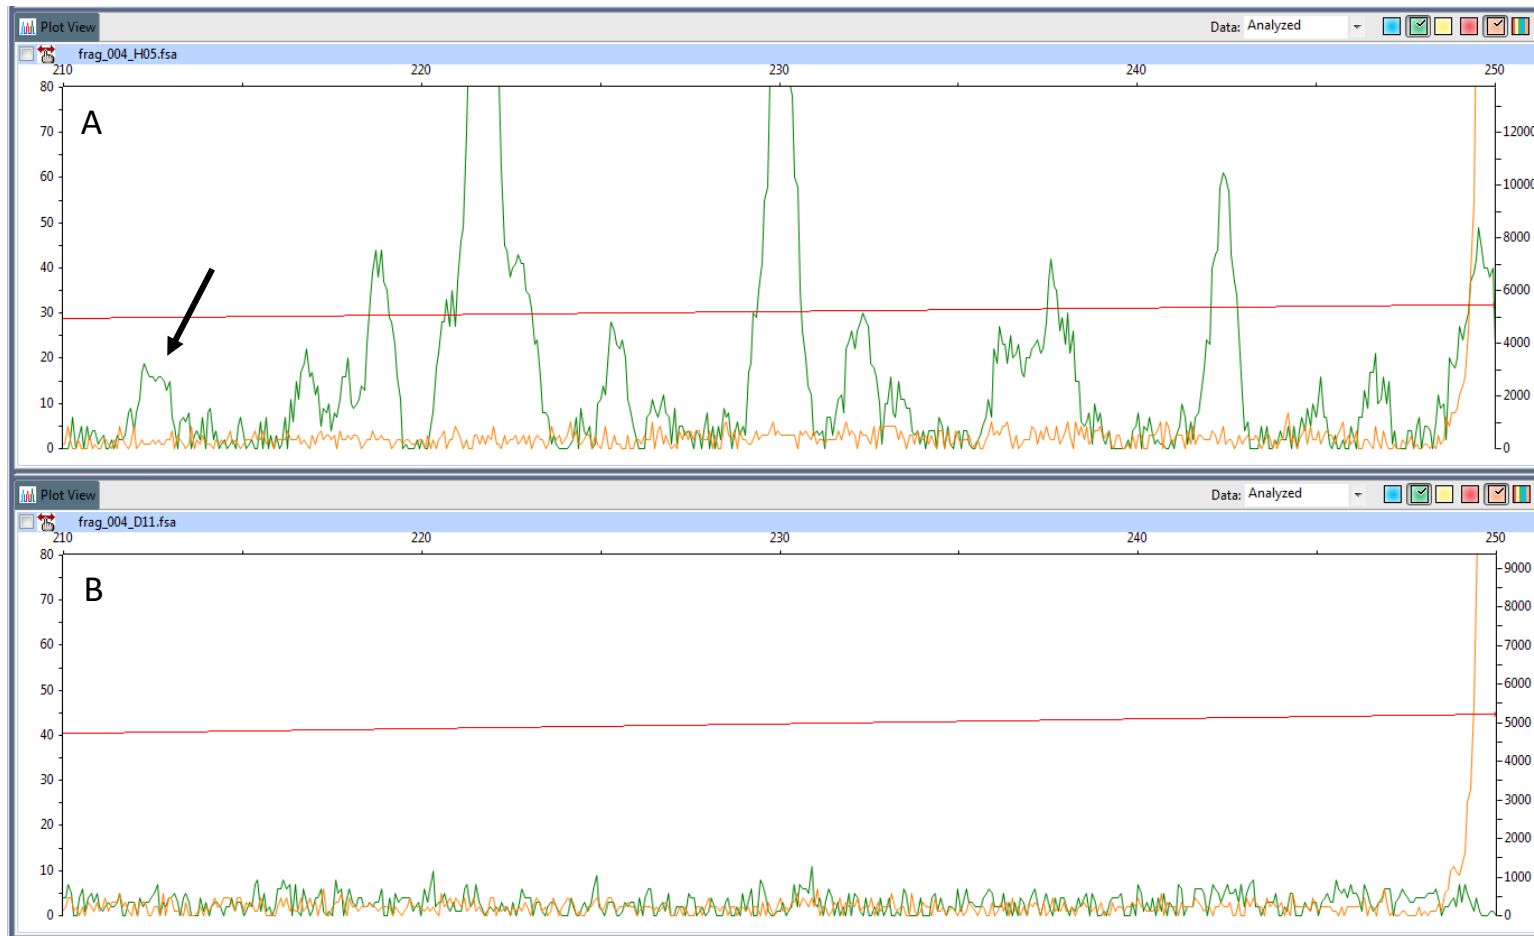 Plot View Data: Analyzed
frag_004_H05.fsa
210 220 230 240 250
A
80
70 12000
60 10000
50 8000
40
30 6000
20 4000
10 2000
0 0
Plot View Data: Analyzed
frag_004_D11.fsa
210 220 230 240 250
B
80 9000
70 8000
60 7000
50 6000
40 5000
30 4000
20 3000
10 2000
1000
0 0